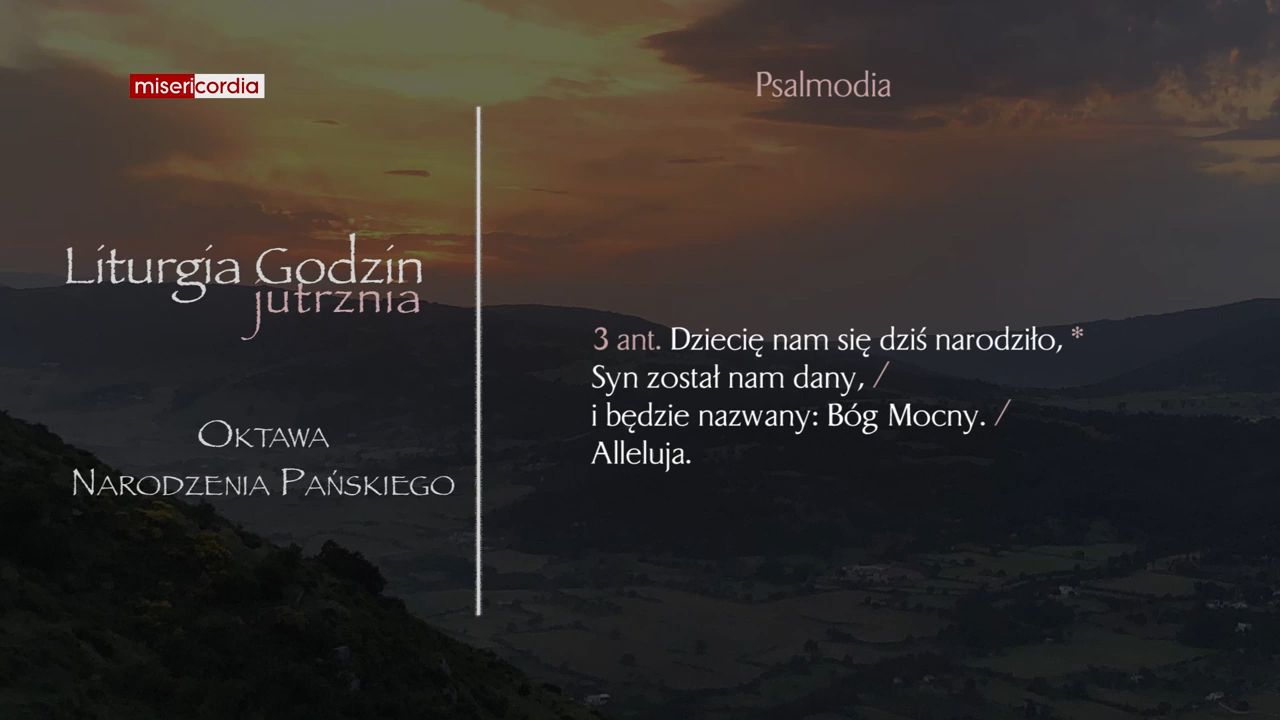 misericordia
Psalmodia
Liturgia Godzin
jutrznia
Oktawa
Narodzenia Pańskiego
3 ant. Dziecię nam się dziś narodziło, *
Syn został nam dany, /
i będzie nazwany: Bóg Mocny. /
Alleluja.